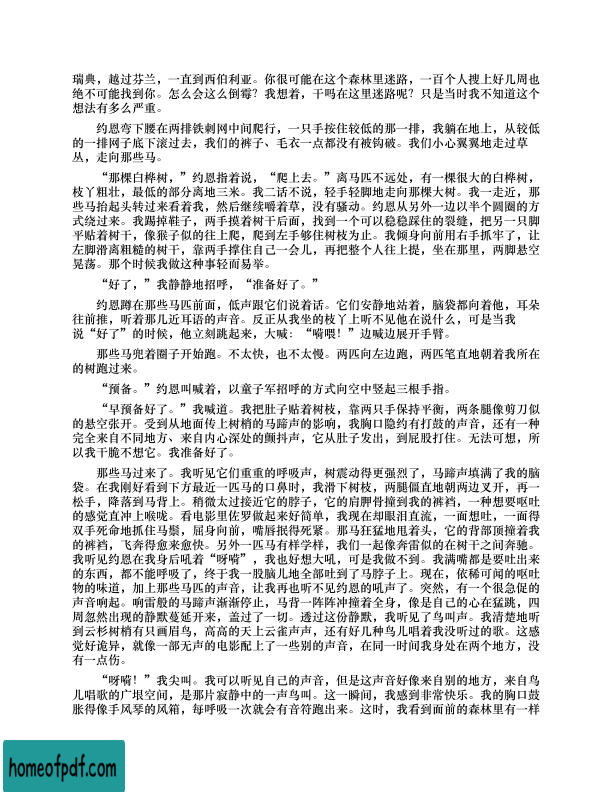 瑞典，越过芬兰，一直到西伯利亚。你很可能在这个森林里迷路，一百个人搜上好几周也
绝不可能找到你。怎么会这么倒霉？我想着，干吗在这里迷路呢？只是当时我不知道这个
想法有多么严重。
约恩弯下腰在两排铁刺网中间爬行，一只手按住较低的那一排，我躺在地上，从较低
的一排网子底下滚过去，我们的裤子、毛衣一点都没有被钩破。我们小心翼翼地走过草
丛，走向那些马。
“那棵白桦树，”约恩指着说，“爬上去。”离马匹不远处，有一棵很大的白桦树，
枝丫粗壮，最低的部分离地三米。我二话不说，轻手轻脚地走向那棵大树。我一走近，那
些马抬起头转过来看着我，然后继续嚼着草，没有骚动。约恩从另外一边以半个圆圈的方
式绕过来。我踢掉鞋子，两手摸着树干后面，找到一个可以稳稳踩住的裂缝，把另一只脚
平贴着树干，像猴子似的往上爬，爬到左手够住树枝为止。我倾身向前用右手抓牢了，让
左脚滑离粗糙的树干，靠两手撑住自己一会儿，再把整个人往上提，坐在那里，两脚悬空
晃荡。那个时候我做这种事轻而易举。
“好了，”我静静地招呼，“准备好了。”
约恩蹲在那些马匹前面，低声跟它们说着话。它们安静地站着，脑袋都向着他，耳朵
往前推，听着那几近耳语的声音。反正从我坐的枝丫上听不见他在说什么，可是当我
说“好了”的时候，他立刻跳起来，大喊：“嗬喂！”边喊边展开手臂。
那些马兜着圈子开始跑。不太快，也不太慢。两匹向左边跑，两匹笔直地朝着我所在
的树跑过来。
“预备。”约恩叫喊着，以童子军招呼的方式向空中竖起三根手指。
“早预备好了。”我喊道。我把肚子贴着树枝，靠两只手保持平衡，两条腿像剪刀似
的悬空张开。受到从地面传上树梢的马蹄声的影响，我胸口隐约有打鼓的声音，还有一种
完全来自不同地方、来自内心深处的颤抖声，它从肚子发出，到屁股打住。无法可想，所
以我干脆不想它。我准备好了。
那些马过来了。我听见它们重重的呼吸声，树震动得更强烈了，马蹄声填满了我的脑
袋。在我刚好看到下方最近一匹马的口鼻时，我滑下树枝，两腿僵直地朝两边叉开，再一
松手，降落到马背上。稍微太过接近它的脖子，它的肩胛骨撞到我的裤裆，一种想要呕吐
的感觉直冲上喉咙。看电影里佐罗做起来好简单，我现在却眼泪直流，一面想吐，一面得
双手死命地抓住马鬃，屈身向前，嘴唇抿得死紧。那马狂猛地甩着头，它的背部顶撞着我
的裤裆，飞奔得愈来愈快。另外一匹马有样学样，我们一起像奔雷似的在树干之间奔驰。
我听见约恩在我身后吼着“呀嗬”，我也好想大吼，可是我做不到。我满嘴都是要吐出来
的东西，都不能呼吸了，终于我一股脑儿地全部吐到了马脖子上。现在，依稀可闻的呕吐
物的味道，加上那些马匹的声音，让我再也听不见约恩的吼声了。突然，有一个很急促的
声音响起。响雷般的马蹄声渐渐停止，马背一阵阵冲撞着全身，像是自己的心在猛跳，四
周忽然出现的静默蔓延开来，盖过了一切。透过这份静默，我听见了鸟叫声。我清楚地听
到云杉树梢有只画眉鸟，高高的天上云雀声声，还有好几种鸟儿唱着我没听过的歌。这感
觉好诡异，就像一部无声的电影配上了一些别的声音，在同一时间我身处在两个地方，没
有一点伤。
“呀嗬！”我尖叫。我可以听见自己的声音，但是这声音好像来自别的地方，来自鸟
儿唱歌的广垠空间，是那片寂静中的一声鸟叫。这一瞬间，我感到非常快乐。我的胸口鼓
胀得像手风琴的风箱，每呼吸一次就会有音符跑出来。这时，我看到面前的森林里有一样
homeofpdf.com